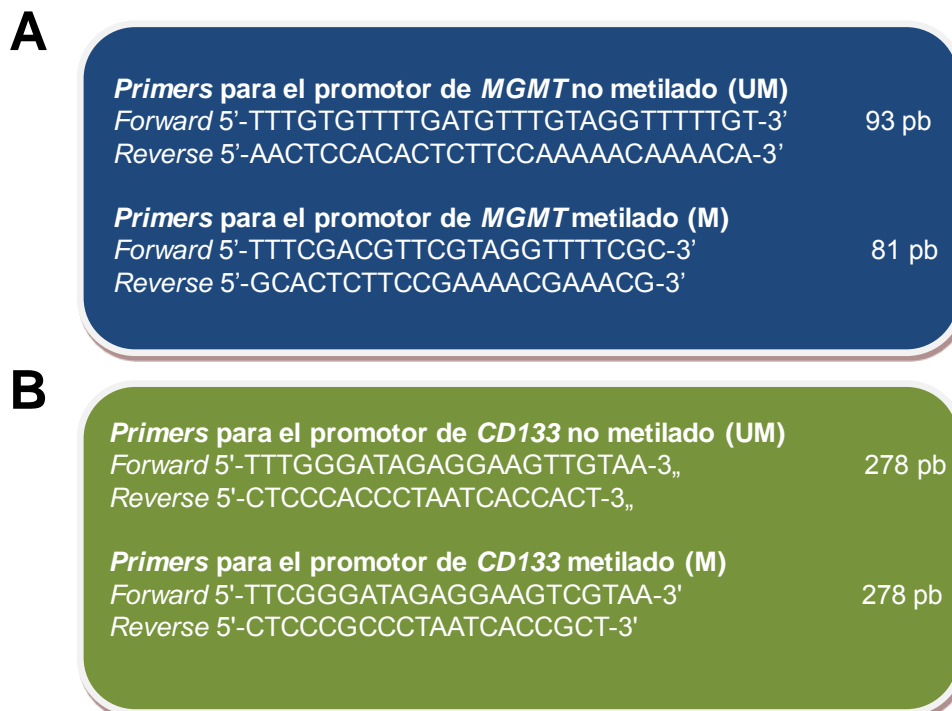 A
Primers para el promotor de MGMT no metilado (UM)
Forward 5'-TTTGTGTTTTGATGTTTGTAGGTTTTTGT-3' 93 pb
Reverse 5'-AACTCCACACTCTTCCAAAAACAAAACA-3'
Primers para el promotor de MGMT metilado (M)
Forward 5'-TTTCGACGTTCGTAGGTTTTCGC-3' 81 pb
Reverse 5'-GCACTCTTCCGAAAACGAAACG-3'
B
Primers para el promotor de CD133 no metilado (UM)
Forward 5'-TTTGGGATAGAGGAAGTTGTAA-3„ 278 pb
Reverse 5'-CTCCCACCCTAATCACCACT-3„
Primers para el promotor de CD133 metilado (M)
Forward 5'-TTCGGGATAGAGGAAGTCGTAA-3' 278 pb
Reverse 5'-CTCCCGCCCTAATCACCGCT-3'